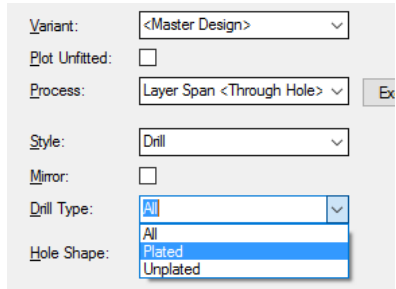 Variant: <Master Design>
Plot Unfitted:
Process: Layer Span <Through Hole> Ex
Style: Drill
Mirror:
Drill Type: All
All
Plated
Hole Shape:
Unplated